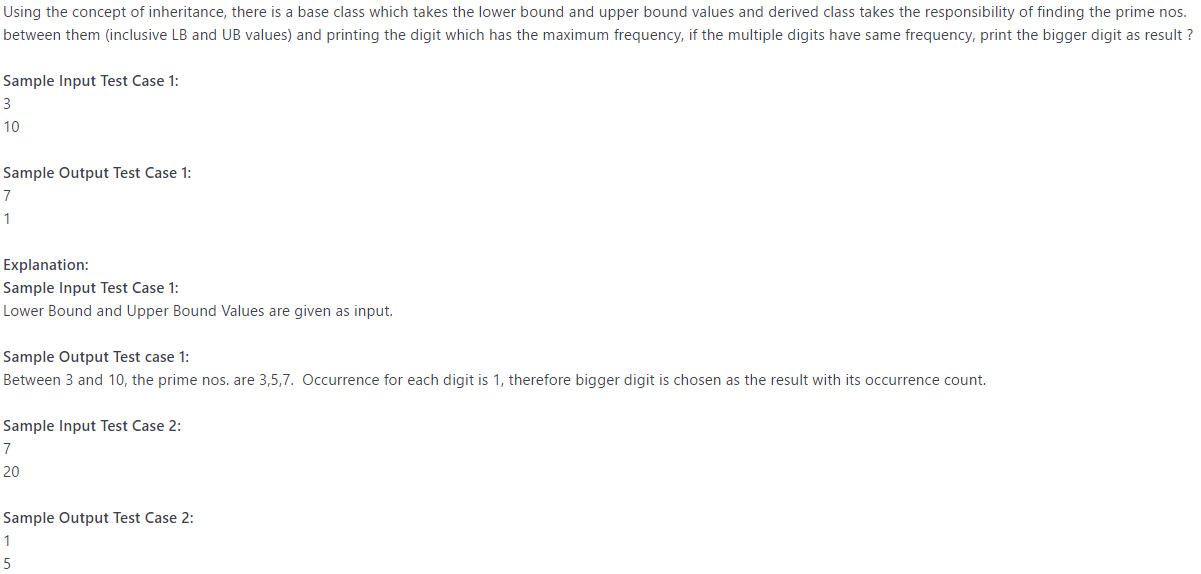 Using the concept of inheritance, there is a base class which takes the lower bound and upper bound values and derived class takes the responsibility of finding the prime nos.
between them (inclusive LB and UB values) and printing the digit which has the maximum frequency, if the multiple digits have same frequency, print the bigger digit as result ?
Sample Input Test Case 1:
3
10
Sample Output Test Case 1:
7
1
Explanation:
Sample Input Test Case 1:
Lower Bound and Upper Bound Values are given as input.
Sample Output Test case 1:
Between 3 and 10, the prime nos. are 3,5,7. Occurrence for each digit is 1, therefore bigger digit is chosen as the result with its occurrence count.
Sample Input Test Case 2:
7
20
Sample Output Test Case 2:
1
5